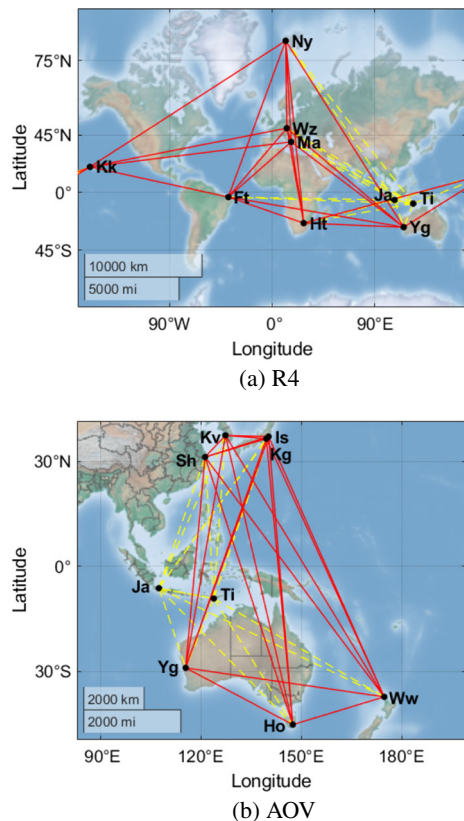 Ny
75°N
Latitude
45°N
Wz
Ma
Kk
0°
Ft
Ja
Ti
Ht
Yg
45°S
10000 km
5000 mi
90°W 0° 90°E
Longitude
(a) R4
Kv Is
30°N
Sh Kg
Latitude
0°
Ja
Ti
Yg
30°S
Ww
Ho
2000 km
2000 mi
90°E 120°E 150°E 180°E
Longitude
(b) AOV